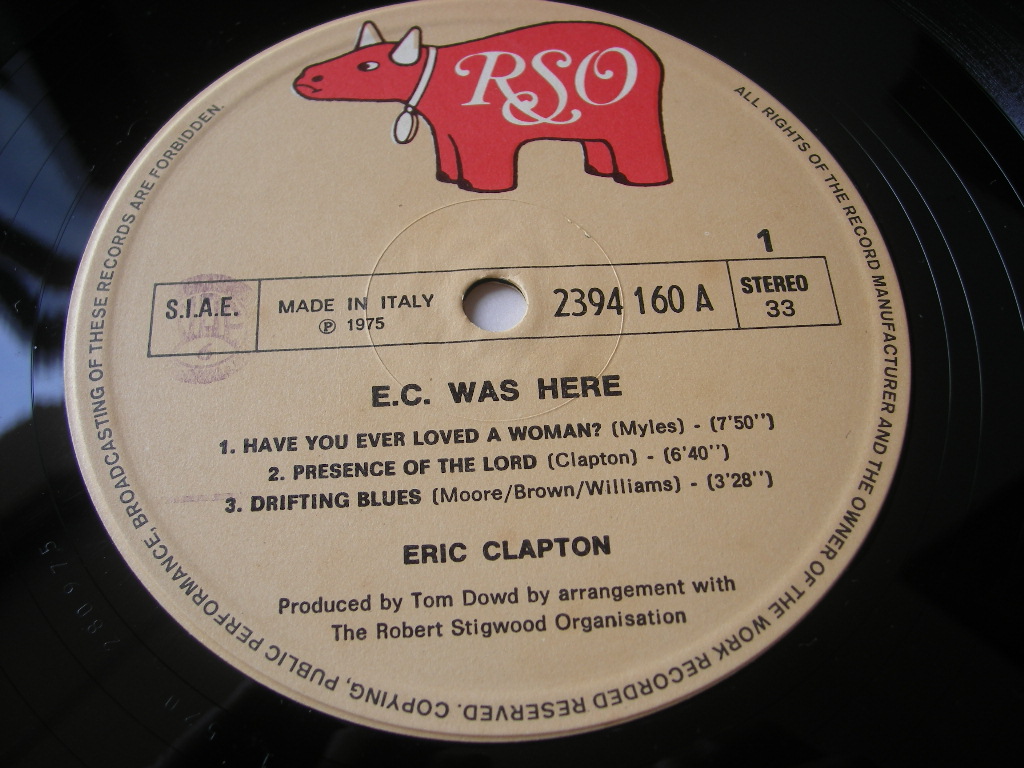 RSO
1
S.I.A.E.
MADE IN ITALY
℗ 1975
2394 160 A
STEREO
33
E.C. WAS HERE
1. HAVE YOU EVER LOVED A WOMAN? (Myles) - (7'50'')
2. PRESENCE OF THE LORD (Clapton) - (6'40'')
3. DRIFTING BLUES (Moore/Brown/Williams) - (3'28'')
ERIC CLAPTON
Produced by Tom Dowd by arrangement with
The Robert Stigwood Organisation
ALL RIGHTS OF THE RECORD MANUFACTURER AND THE OWNER OF THE WORK RECORDED RESERVED. COPYING, PUBLIC PERFORMANCE, BROADCASTING OF THESE RECORDS ARE FORBIDDEN.